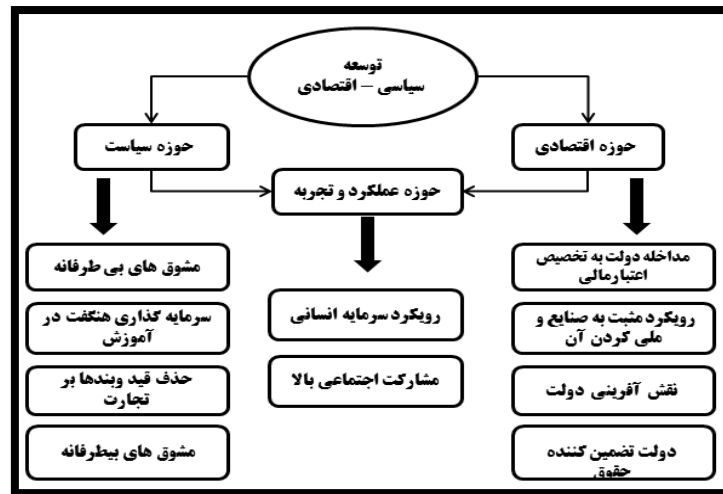 توسعه
سیاسی – اقتصادی
حوزه اقتصادی
حوزه سیاست
حوزه عملکرد و تجربه
مداخله دولت به تخصیص
اعتبارمالی
رویکرد مثبت به صنایع و
ملی کردن آن
نقش آفرینی دولت
دولت تضمین کننده
حقوق
رویکرد سرمایه انسانی
مشارکت اجتماعی بالا
مشوق های بی طرفانه
سرمایه گذاری هنگفت در
آموزش
حذف قید وبندها بر
تجارت
مشوق های بیطرفانه